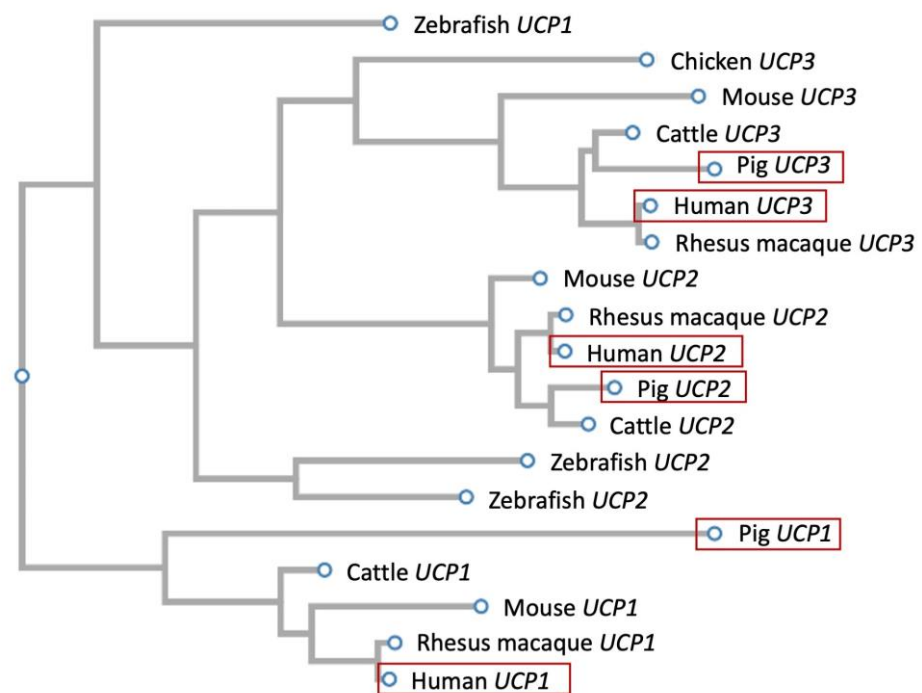 Zebrafish UCP1
Chicken UCP3
Mouse UCP3
Cattle UCP3
Pig UCP3
Human UCP3
Rhesus macaque UCP3
Mouse UCP2
Rhesus macaque UCP2
Human UCP2
Pig UCP2
Cattle UCP2
Zebrafish UCP2
Zebrafish UCP2
Pig UCP1
Cattle UCP1
Mouse UCP1
Rhesus macaque UCP1
Human UCP1